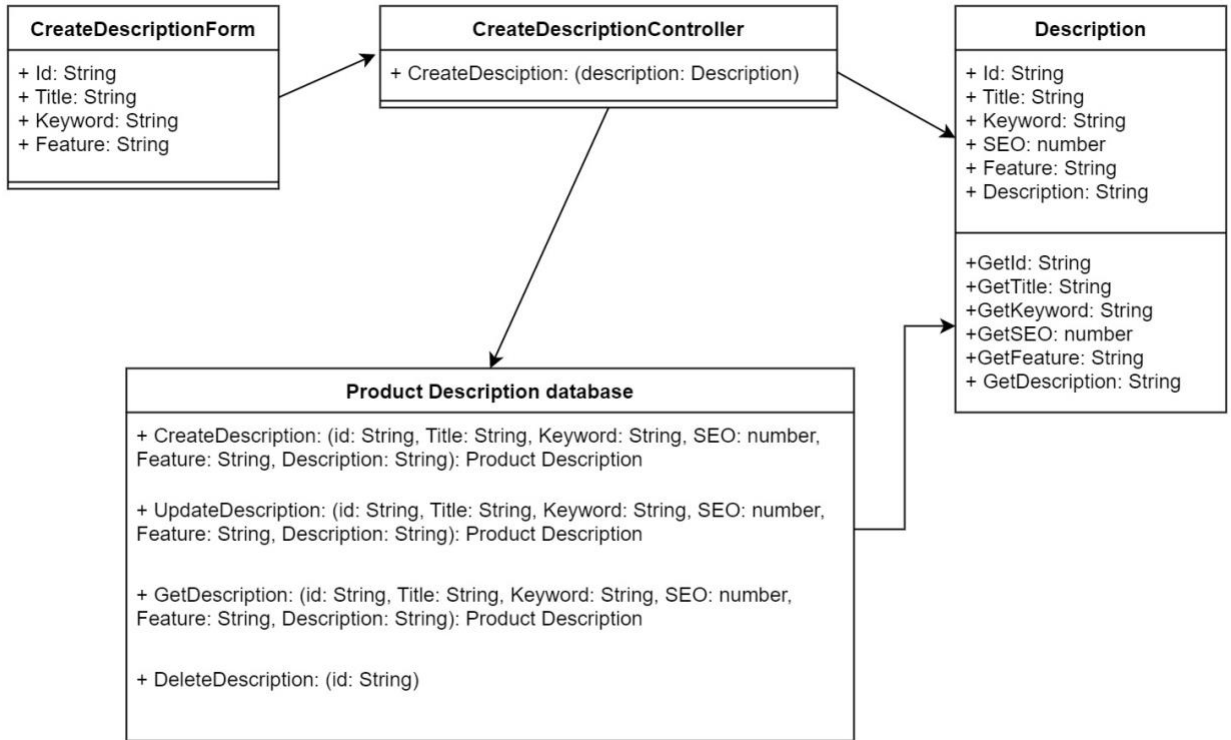 CreateDescriptionForm
+ Id: String
+ Title: String
+ Keyword: String
+ Feature: String
CreateDescriptionController
+ CreateDesciption: (description: Description)
Description
+ Id: String
+ Title: String
+ Keyword: String
+ SEO: number
+ Feature: String
+ Description: String
+GetId: String
+GetTitle: String
+GetKeyword: String
+GetSEO: number
+GetFeature: String
+ GetDescription: String
Product Description database
+ CreateDescription: (id: String, Title: String, Keyword: String, SEO: number,
Feature: String, Description: String): Product Description
+ UpdateDescription: (id: String, Title: String, Keyword: String, SEO: number,
Feature: String, Description: String): Product Description
+ GetDescription: (id: String, Title: String, Keyword: String, SEO: number,
Feature: String, Description: String): Product Description
+ DeleteDescription: (id: String)